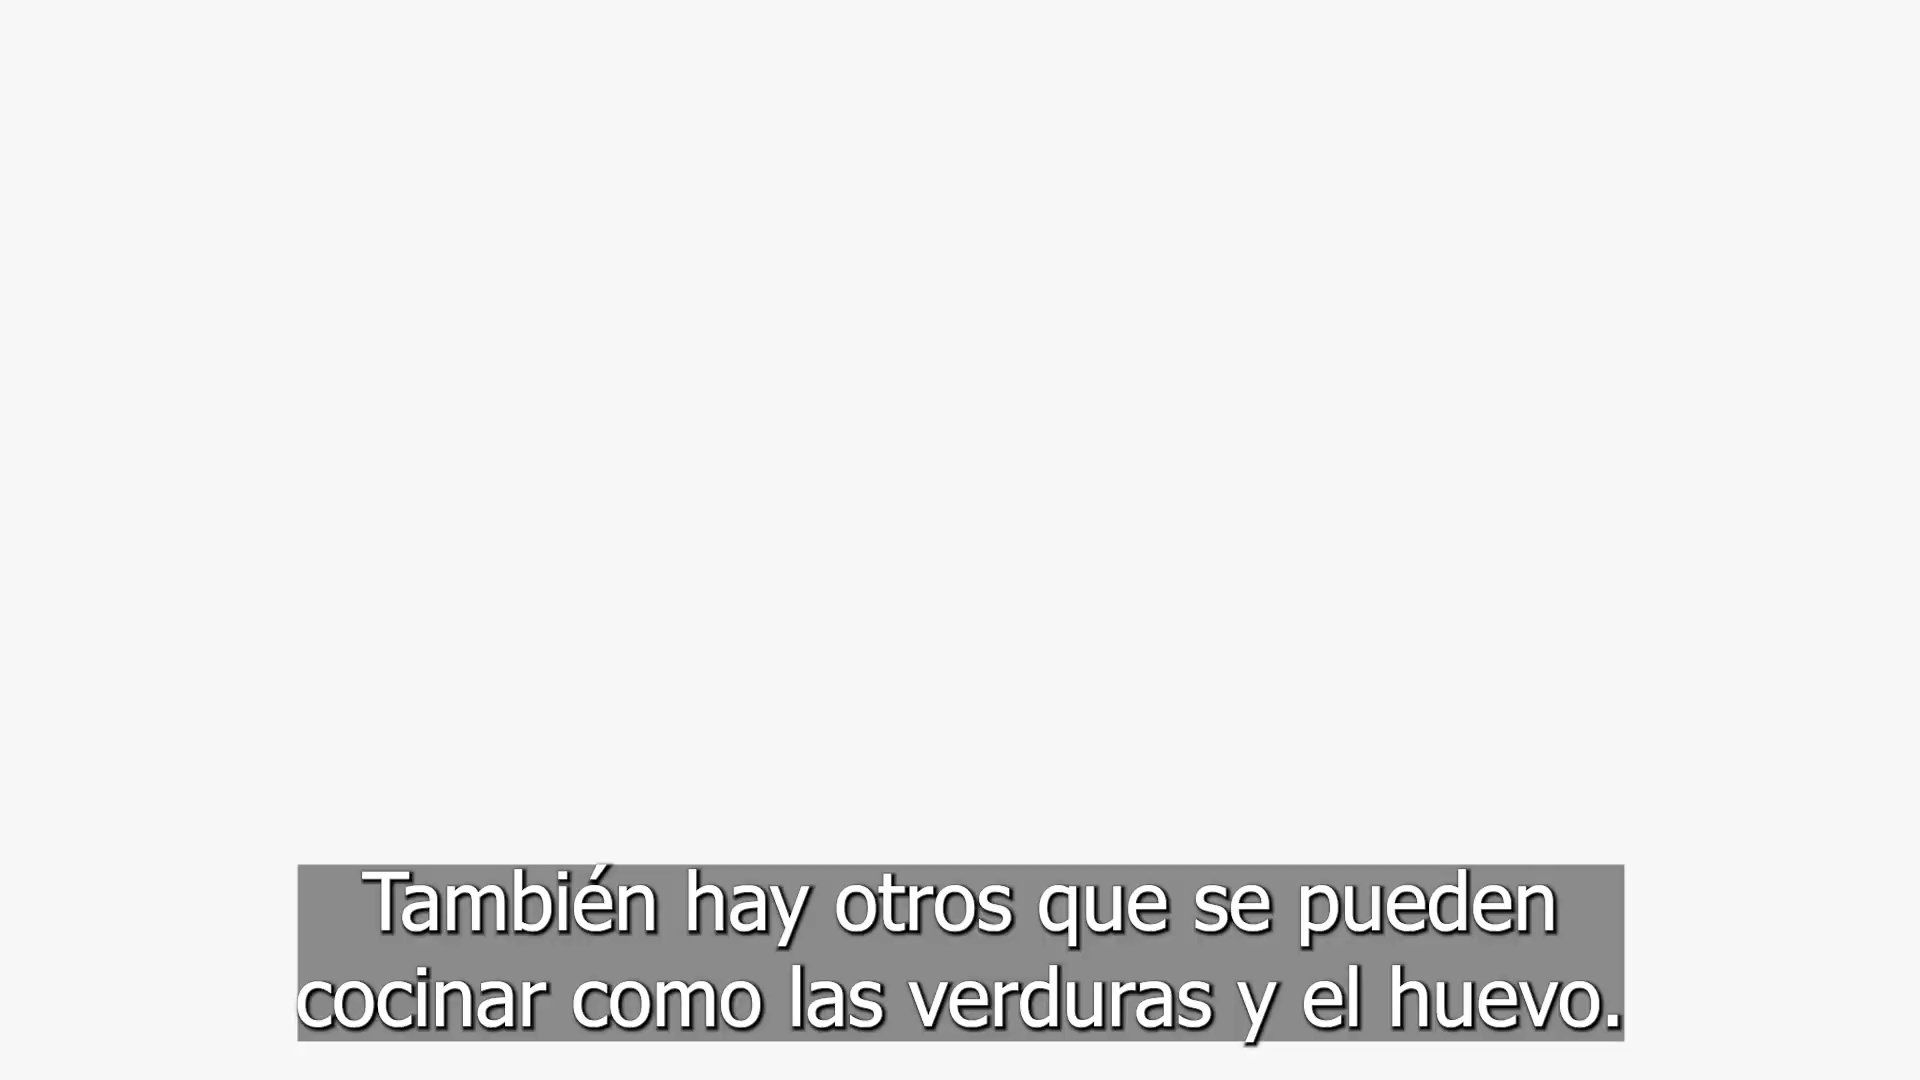 También hay otros que se pueden
cocinar como las verduras y el huevo.